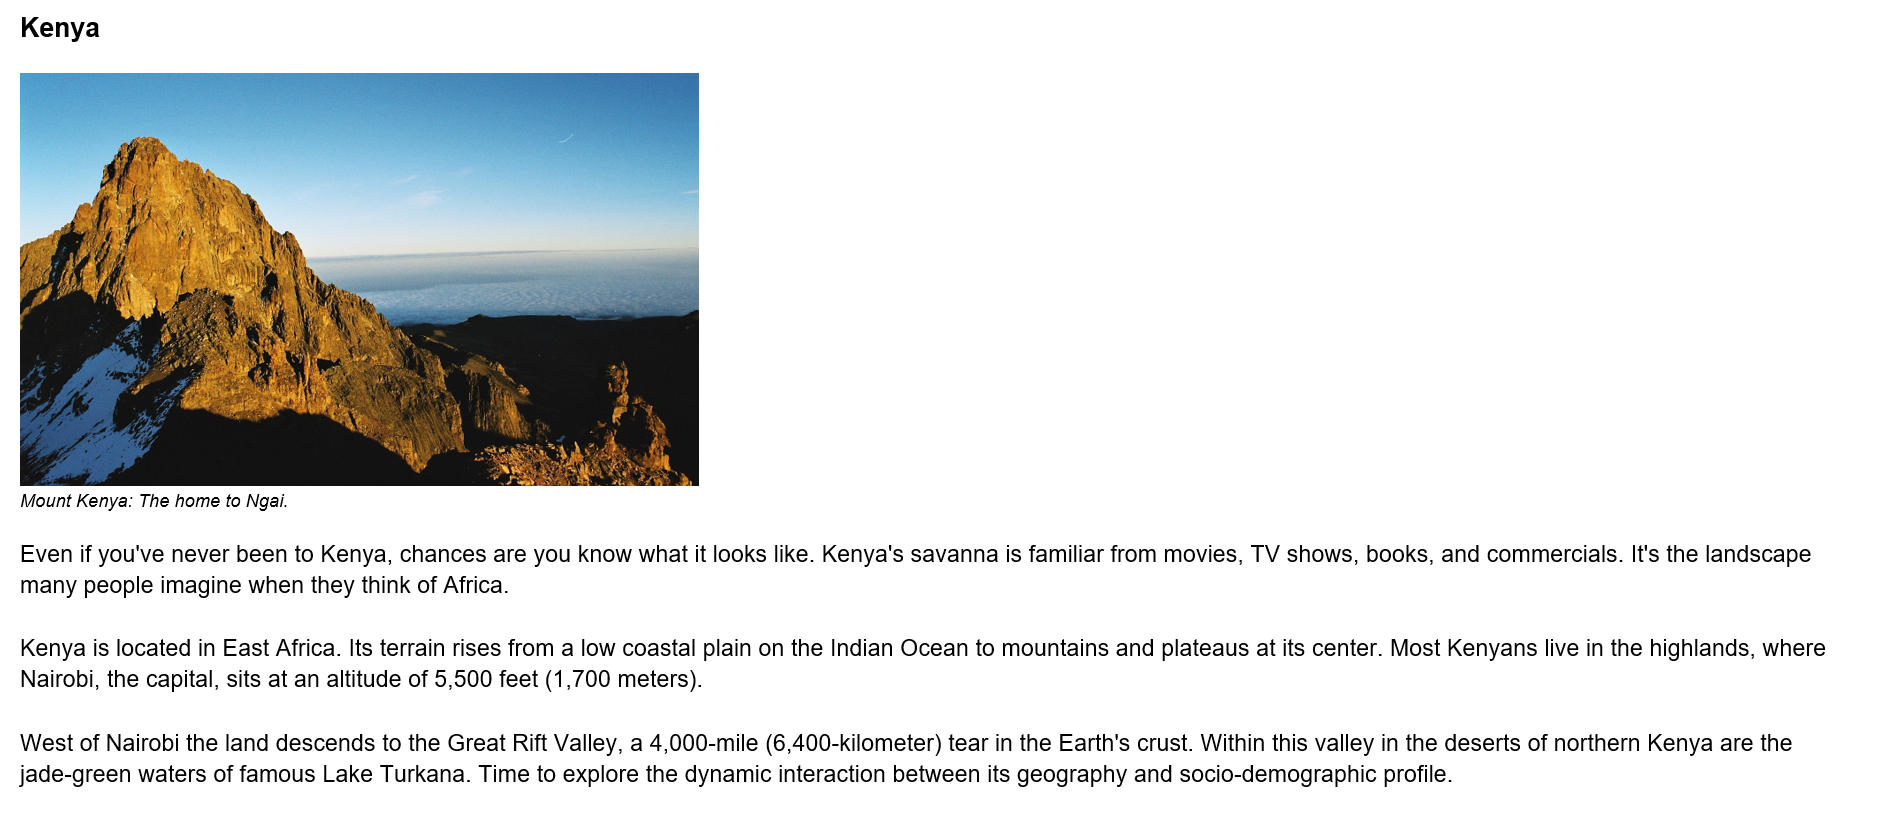 Kenya
Mount Kenya: The home to Ngai.
Even if you've never been to Kenya, chances are you know what it looks like. Kenya's savanna is familiar from movies, TV shows, books, and commercials. It's the landscape
many people imagine when they think of Africa.
Kenya is located in East Africa. Its terrain rises from a low coastal plain on the Indian Ocean to mountains and plateaus at its center. Most Kenyans live in the highlands, where
Nairobi, the capital, sits at an altitude of 5,500 feet (1,700 meters).
West of Nairobi the land descends to the Great Rift Valley, a 4,000-mile (6,400-kilometer) tear in the Earth's crust. Within this valley in the deserts of northern Kenya are the
jade-green waters of famous Lake Turkana. Time to explore the dynamic interaction between its geography and socio-demographic profile.